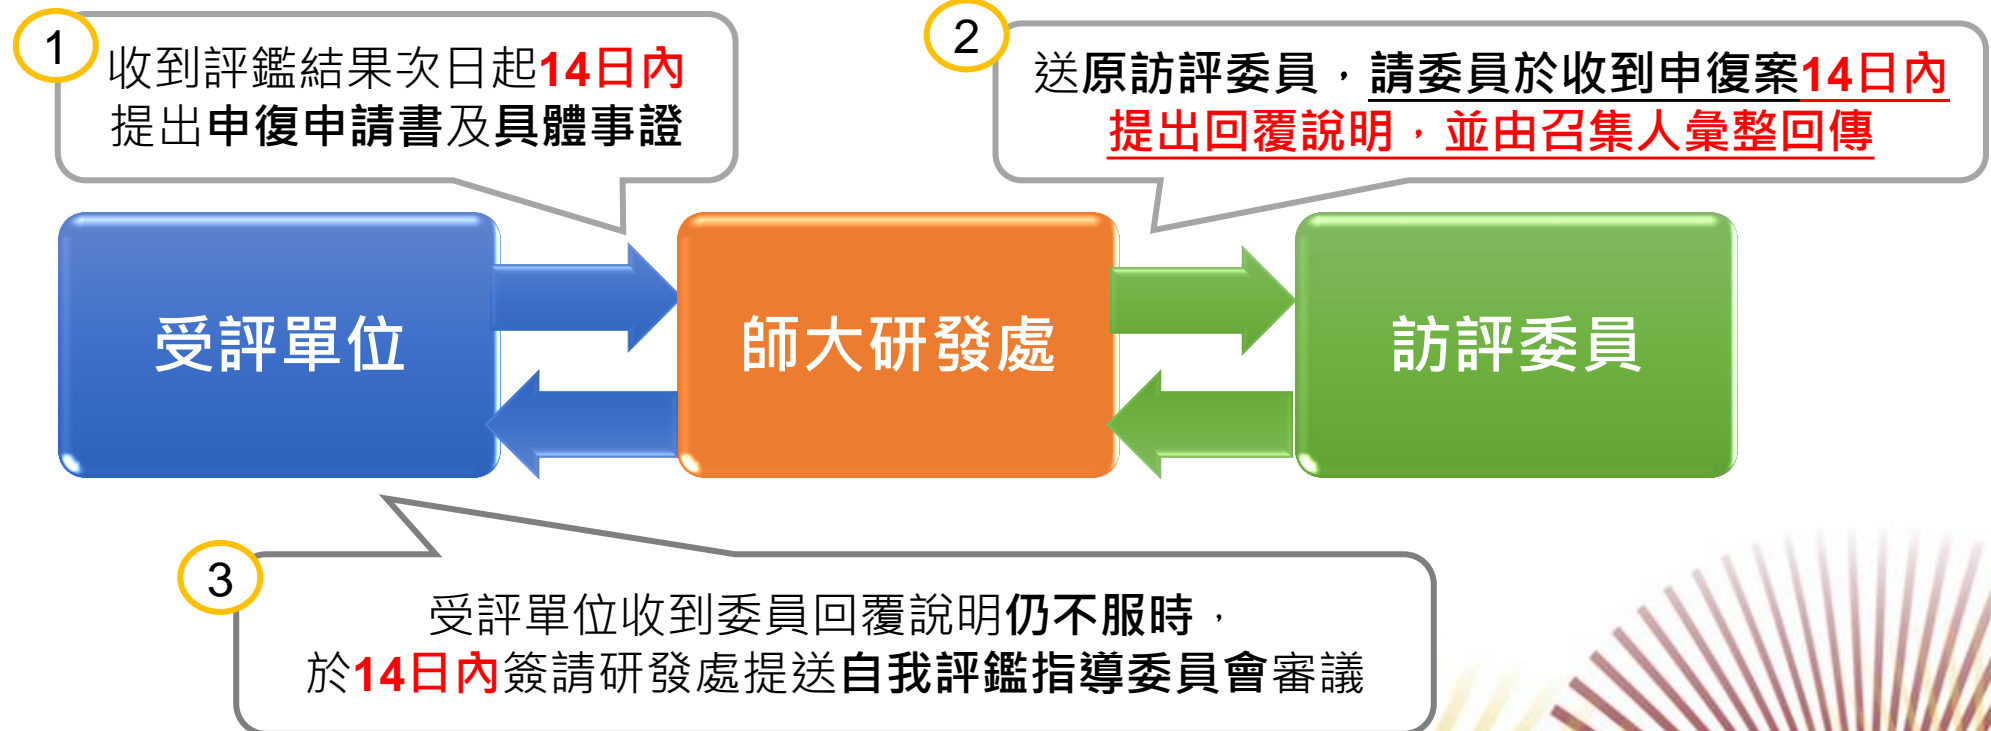 1
收到評鑑結果次日起14日內
提出申復申請書及具體事證
2
送原訪評委員，請委員於收到申復案14日內
提出回覆說明，並由召集人彙整回傳
受評單位
師大研發處
訪評委員
3
受評單位收到委員回覆說明仍不服時，
於14日內簽請研發處提送自我評鑑指導委員會審議